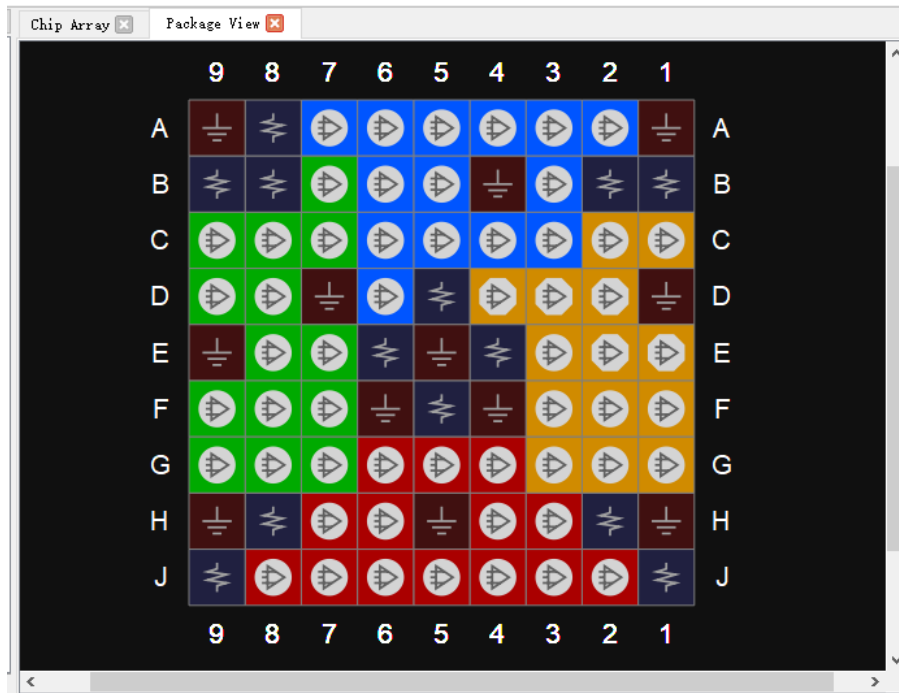 Chip Array Package View
9 8 7 6 5 4 3 2 1
A A
B B
C C
D D
E E
F F
G G
H H
J J
9 8 7 6 5 4 3 2 1